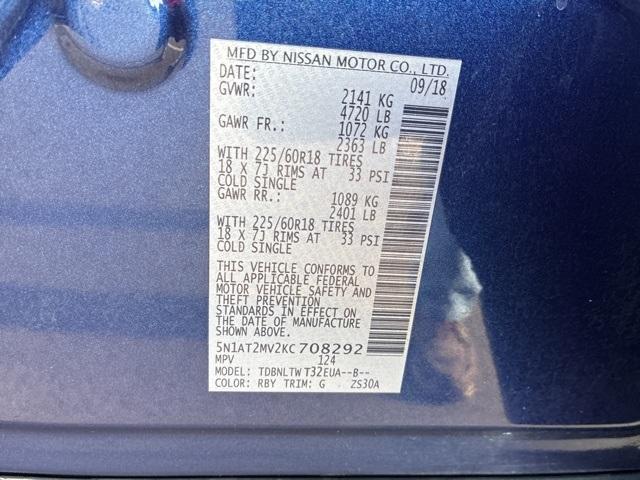 MFD BY NISSAN MOTOR CO., LTD.
DATE: 09/18
GVWR: 2141 KG
4720 LB
GAWR FR.: 1072 KG
2363 LB
WITH 225/60R18 TIRES
18 X 7J RIMS AT 33 PSI
COLD SINGLE
GAWR RR.: 1089 KG
2401 LB
WITH 225/60R18 TIRES
18 X 7J RIMS AT 33 PSI
COLD SINGLE
THIS VEHICLE CONFORMS TO
ALL APPLICABLE FEDERAL
MOTOR VEHICLE SAFETY AND
THEFT PREVENTION
STANDARDS IN EFFECT ON
THE DATE OF MANUFACTURE
SHOWN ABOVE.
5N1AT2MV2KC708292
MPV 124
MODEL: TDBNLTWT32EUA--B--
COLOR: RBY TRIM: G ZS30A